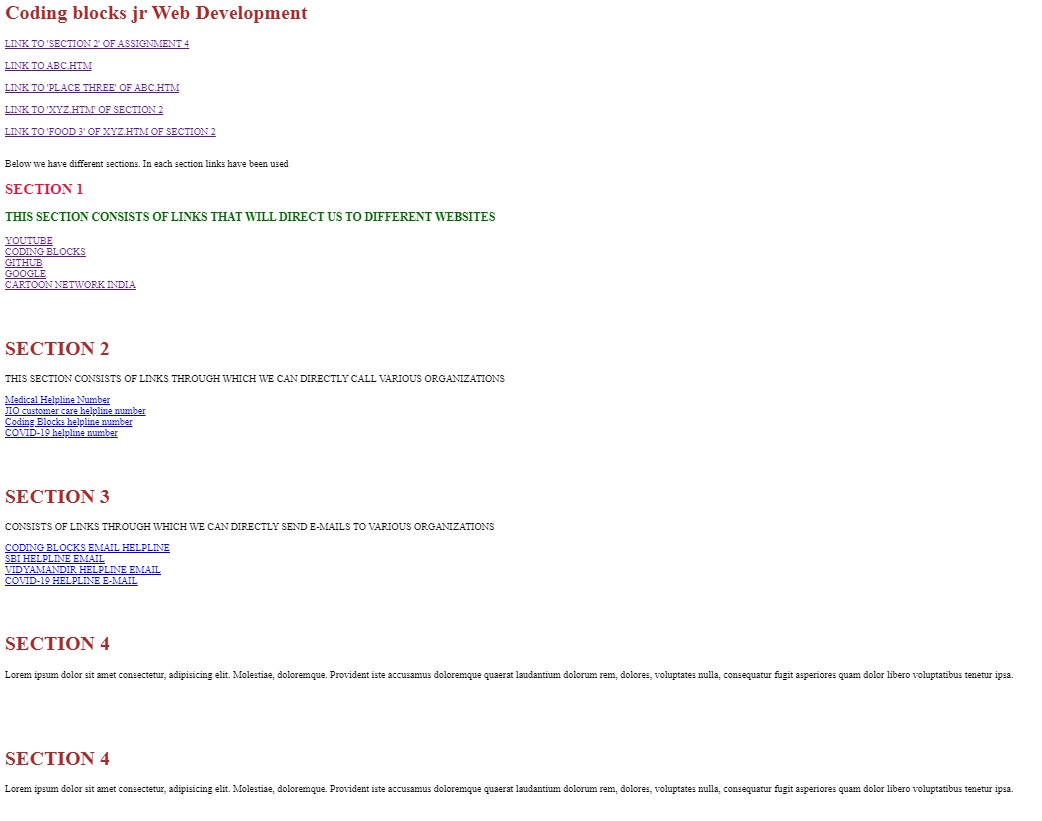 Coding blocks jr Web Development
LINK TO 'SECTION 2' OF ASSIGNMENT 4
LINK TO ABC.HTM
LINK TO 'PLACE THREE' OF ABC.HTM
LINK TO 'XYZ.HTM' OF SECTION 2
LINK TO 'FOOD 3' OF XYZ.HTM OF SECTION 2
Below we have different sections. In each section links have been used
SECTION 1
THIS SECTION CONSISTS OF LINKS THAT WILL DIRECT US TO DIFFERENT WEBSITES
YOUTUBE
CODING BLOCKS
GITHUB
GOOGLE
CARTOON NETWORK INDIA
SECTION 2
THIS SECTION CONSISTS OF LINKS THROUGH WHICH WE CAN DIRECTLY CALL VARIOUS ORGANIZATIONS
Medical Helpline Number
JIO customer care helpline number
Coding Blocks helpline number
COVID-19 helpline number
SECTION 3
CONSISTS OF LINKS THROUGH WHICH WE CAN DIRECTLY SEND E-MAILS TO VARIOUS ORGANIZATIONS
CODING BLOCKS EMAIL HELPLINE
SBI HELPLINE EMAIL
VIDYAMANDIR HELPLINE EMAIL
COVID-19 HELPLINE E-MAIL
SECTION 4
Lorem ipsum dolor sit amet consectetur, adipisicing elit. Molestiae, doloremque. Provident iste accusamus doloremque quaerat laudantium dolorum rem, dolores, voluptates nulla, consequatur fugit asperiores quam dolor libero voluptatibus tenetur ipsa.
SECTION 4
Lorem ipsum dolor sit amet consectetur, adipisicing elit. Molestiae, doloremque. Provident iste accusamus doloremque quaerat laudantium dolorum rem, dolores, voluptates nulla, consequatur fugit asperiores quam dolor libero voluptatibus tenetur ipsa.